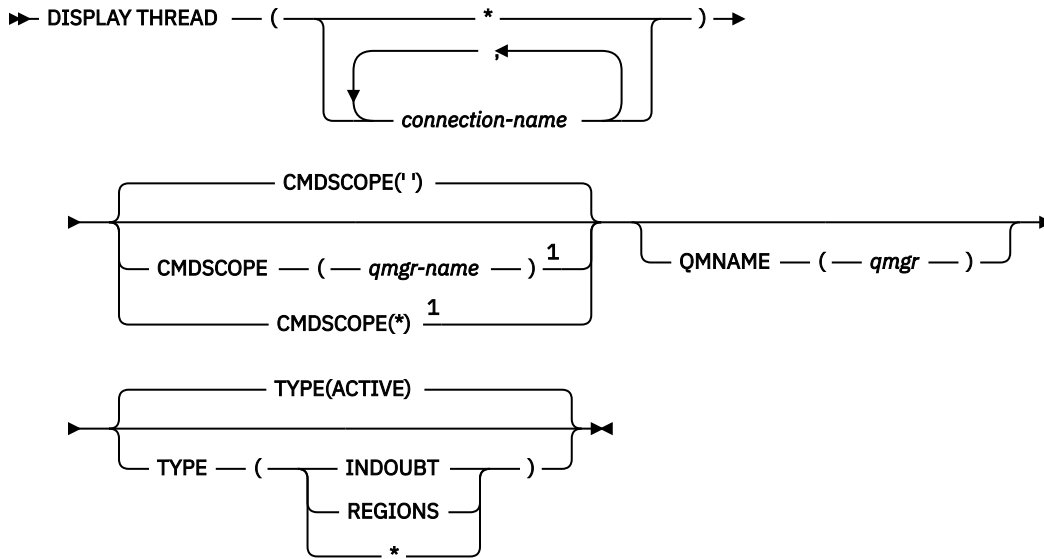 DISPLAY THREAD ( * )
,
connection-name
CMDSCOPE(' ')
CMDSCOPE ( qmgr-name ) 1
QMNAME ( qmgr )
CMDSCOPE(*) 1
TYPE(ACTIVE)
TYPE ( INDOUBT )
REGIONS
*